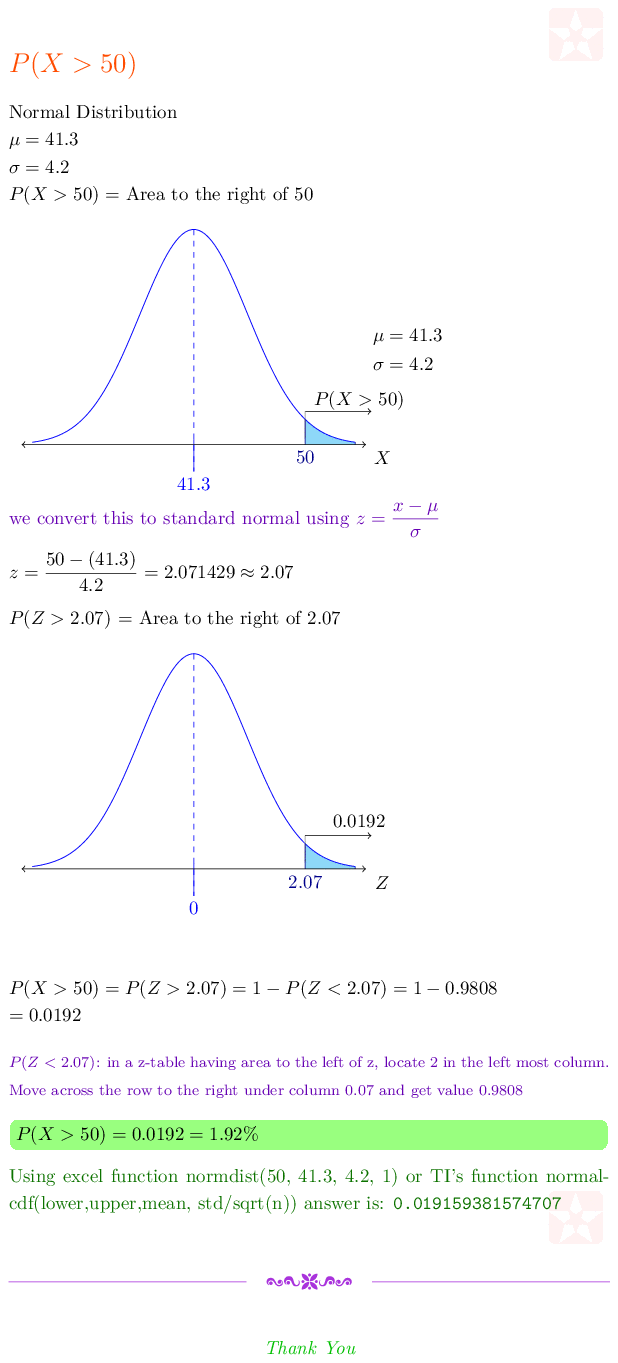 P(X > 50)
Normal Distribution
μ = 41.3
σ = 4.2
P(X > 50) = Area to the right of 50
μ = 41.3
σ = 4.2
P(X > 50)
50
X
41.3
we convert this to standard normal using z = (x − μ)/σ
z = (50 − (41.3))/4.2 = 2.071429 ≈ 2.07
P(Z > 2.07) = Area to the right of 2.07
0.0192
2.07
Z
0
P(X > 50) = P(Z > 2.07) = 1 − P(Z < 2.07) = 1 − 0.9808
= 0.0192
P(Z < 2.07): in a z-table having area to the left of z, locate 2 in the left most column.
Move across the row to the right under column 0.07 and get value 0.9808
P(X > 50) = 0.0192 = 1.92%
Using excel function normdist(50, 41.3, 4.2, 1) or TI's function normal-
cdf(lower,upper,mean, std/sqrt(n)) answer is: 0.019159381574707
Thank You